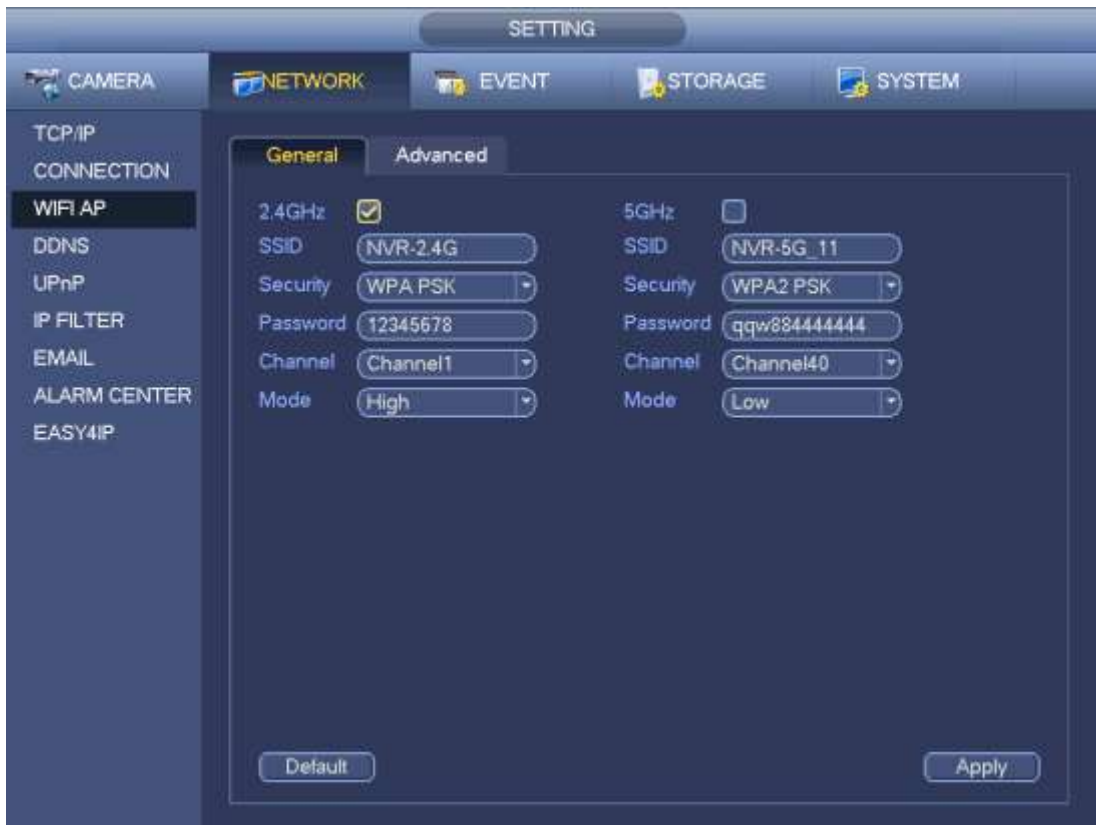 SETTING
CAMERA NETWORK EVENT STORAGE SYSTEM
TCP/IP
CONNECTION
WIFI AP
DDNS
UPnP
IP FILTER
EMAIL
ALARM CENTER
EASY4IP
General Advanced
2.4GHz 5GHz
SSID NVR-2.4G SSID NVR-5G_11
Security WPA PSK Security WPA2 PSK
Password 12345678 Password qqw884444444
Channel Channel1 Channel Channel40
Mode High Mode Low
Default Apply